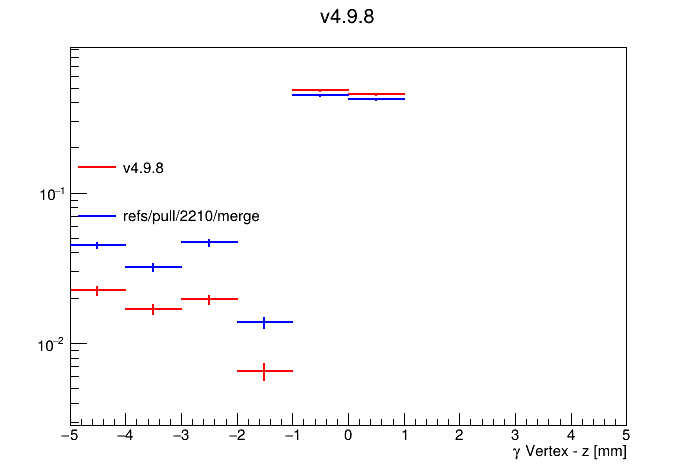 v4.9.8
v4.9.8
10⁻¹
refs/pull/2210/merge
10⁻²
−5 −4 −3 −2 −1 0 1 2 3 4 5
γ Vertex - z [mm]